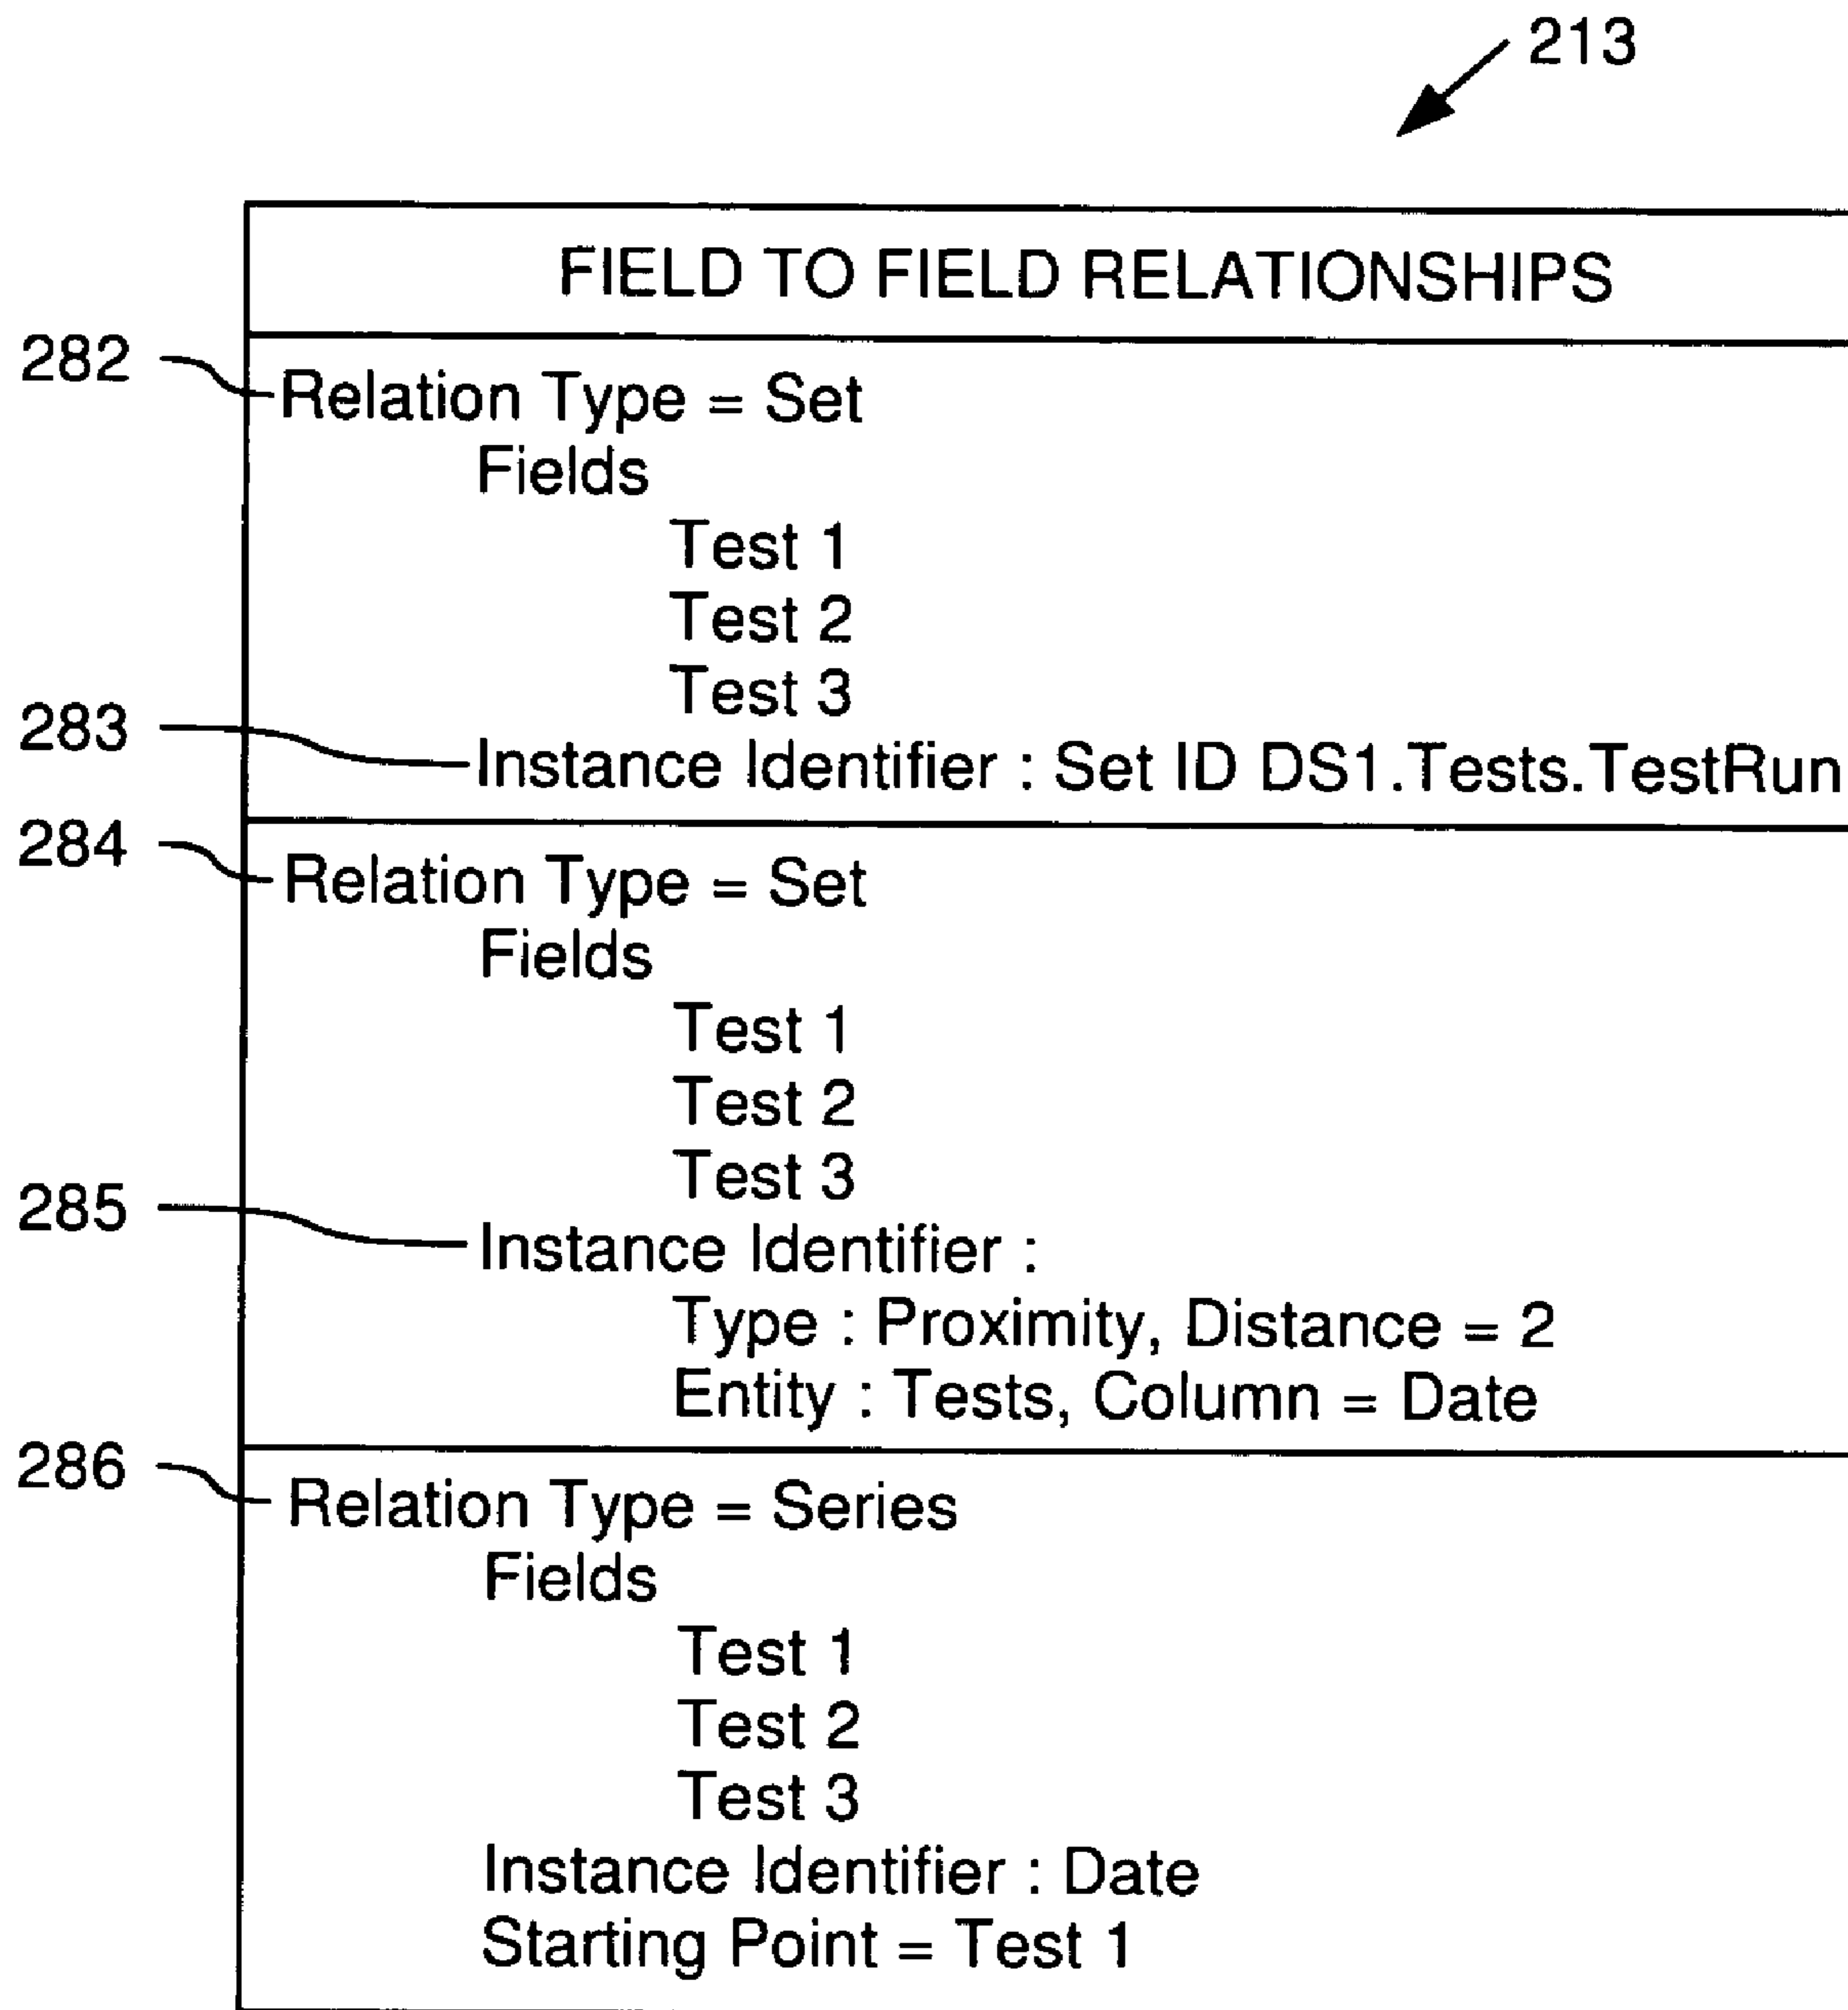 213
FIELD TO FIELD RELATIONSHIPS
282
Relation Type = Set
Fields
Test 1
Test 2
Test 3
283
Instance Identifier : Set ID DS1.Tests.TestRun
284
Relation Type = Set
Fields
Test 1
Test 2
Test 3
285
Instance Identifier :
Type : Proximity, Distance = 2
Entity : Tests, Column = Date
286
Relation Type = Series
Fields
Test 1
Test 2
Test 3
Instance Identifier : Date
Starting Point = Test 1